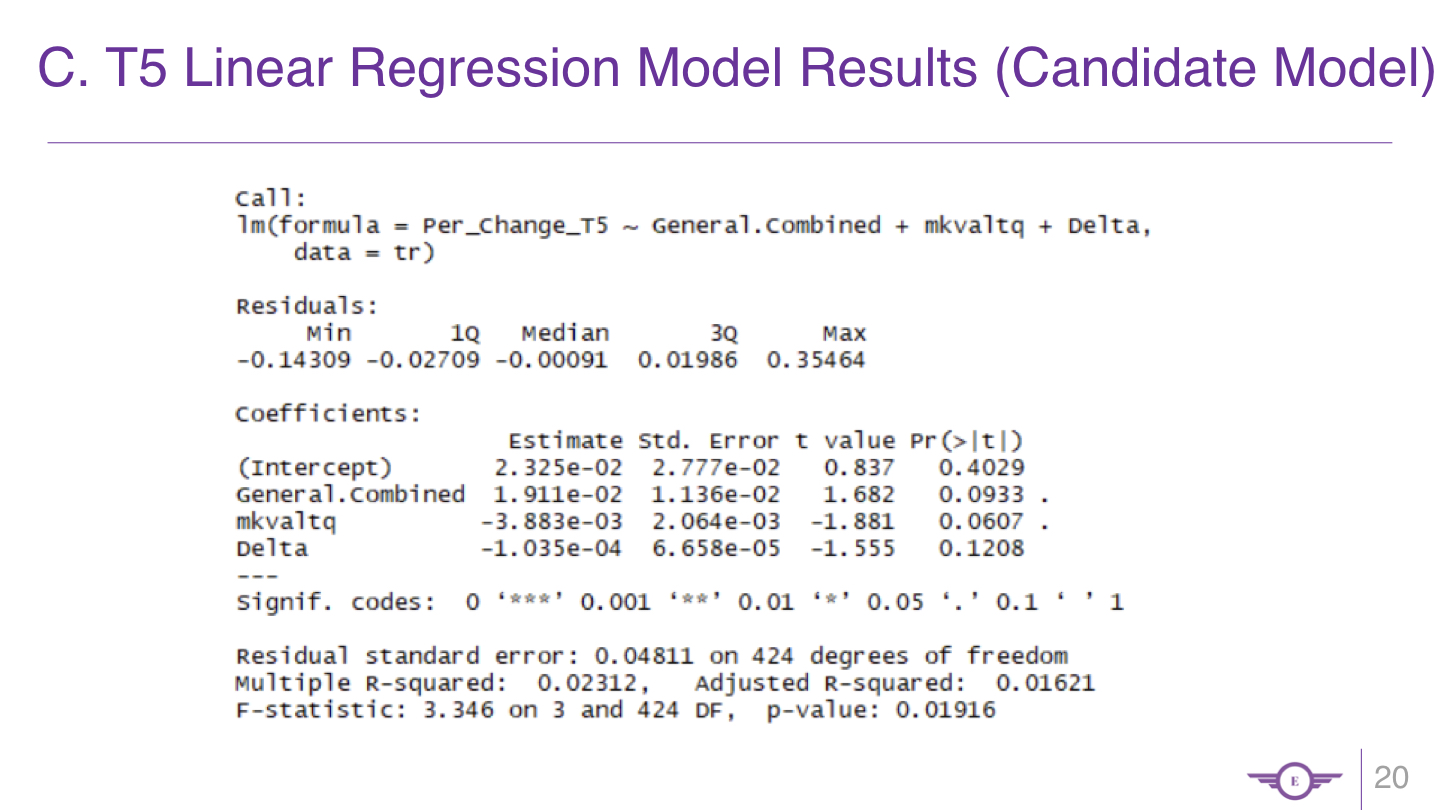 C. T5 Linear Regression Model Results (Candidate Model)
Call:
lm(formula = Per_Change_T5 ~ General.Combined + mkvaltq + Delta,
    data = tr)
Residuals:
     Min       1Q   Median       3Q      Max
-0.14309 -0.02709 -0.00091  0.01986  0.35464
Coefficients:
                   Estimate Std. Error t value Pr(>|t|)
(Intercept)       2.325e-02  2.777e-02   0.837   0.4029
General.Combined  1.911e-02  1.136e-02   1.682   0.0933 .
mkvaltq          -3.883e-03  2.064e-03  -1.881   0.0607 .
Delta            -1.035e-04  6.658e-05  -1.555   0.1208
---
Signif. codes:  0 ‘***’ 0.001 ‘**’ 0.01 ‘*’ 0.05 ‘.’ 0.1 ‘ ’ 1
Residual standard error: 0.04811 on 424 degrees of freedom
Multiple R-squared:  0.02312,   Adjusted R-squared:  0.01621
F-statistic: 3.346 on 3 and 424 DF,  p-value: 0.01916
E
20